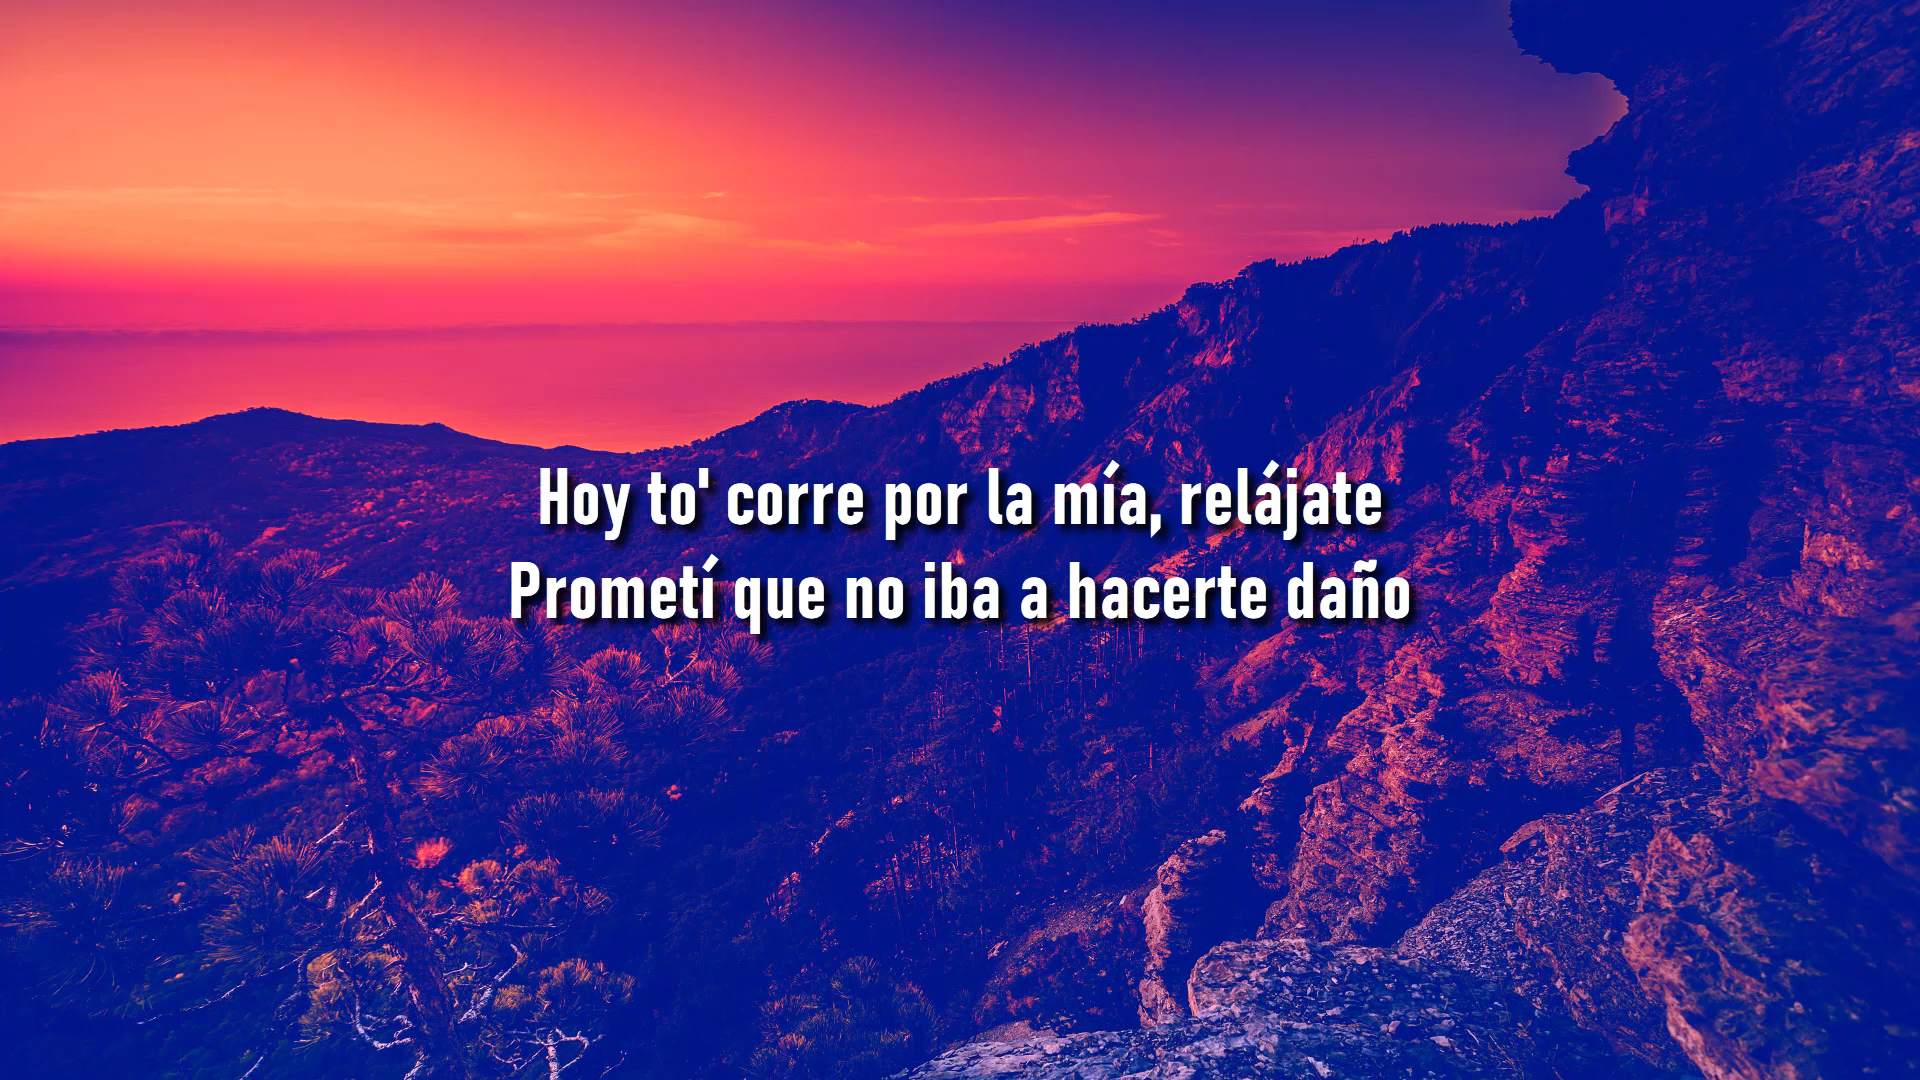 Hoy to' corre por la mía, relájate
Prometí que no iba a hacerte daño